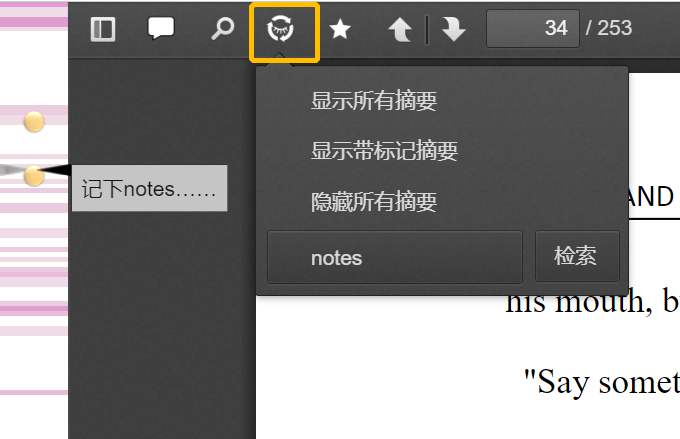 34 / 253
显示所有摘要
显示带标记摘要
记下notes……
隐藏所有摘要
AND
notes 检索
his mouth, b
"Say somet